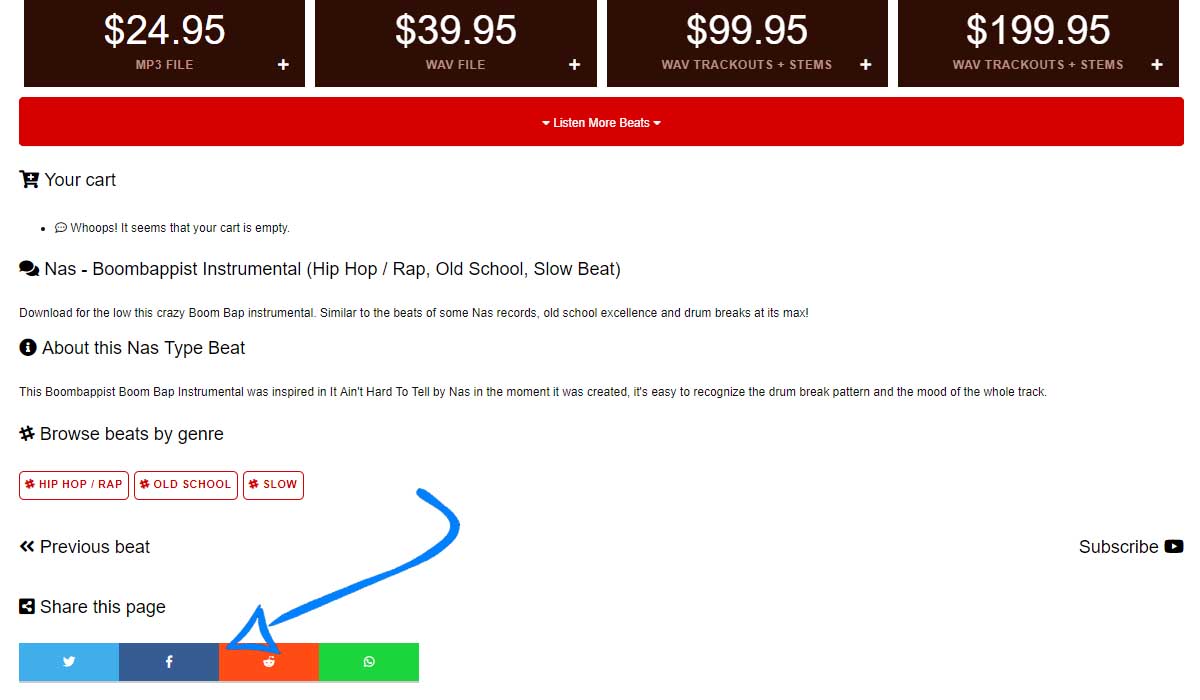 $24.95 $39.95 $99.95 $199.95
MP3 FILE + WAV FILE + WAV TRACKOUTS + STEMS + WAV TRACKOUTS + STEMS +
Listen More Beats
Your cart
• Whoops! It seems that your cart is empty.
Nas - Boombappist Instrumental (Hip Hop / Rap, Old School, Slow Beat)
Download for the low this crazy Boom Bap instrumental. Similar to the beats of some Nas records, old school excellence and drum breaks at its max!
About this Nas Type Beat
This Boombappist Boom Bap Instrumental was inspired in It Ain't Hard To Tell by Nas in the moment it was created, it's easy to recognize the drum break pattern and the mood of the whole track.
Browse beats by genre
HIP HOP / RAP OLD SCHOOL SLOW
Previous beat Subscribe
Share this page